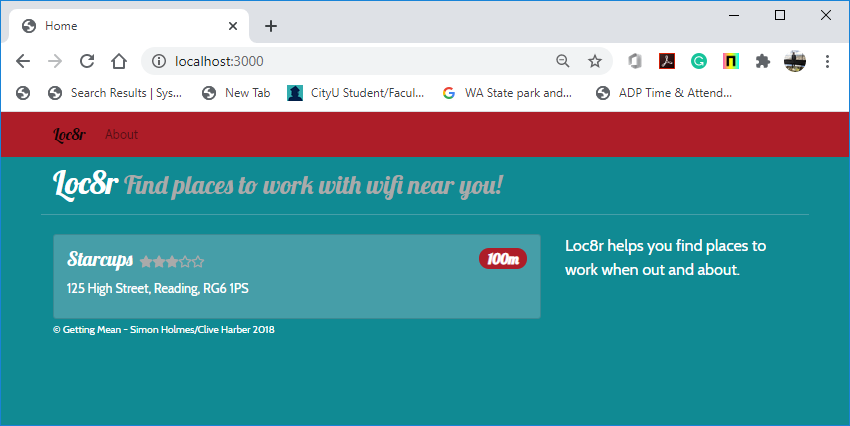 Home
localhost:3000
Search Results | Sys...
New Tab
CityU Student/Facul...
WA State park and...
ADP Time & Attend...
Loc8r
About
Loc8r Find places to work with wifi near you!
Starcups
100m
125 High Street, Reading, RG6 1PS
Loc8r helps you find places to
work when out and about.
© Getting Mean - Simon Holmes/Clive Harber 2018